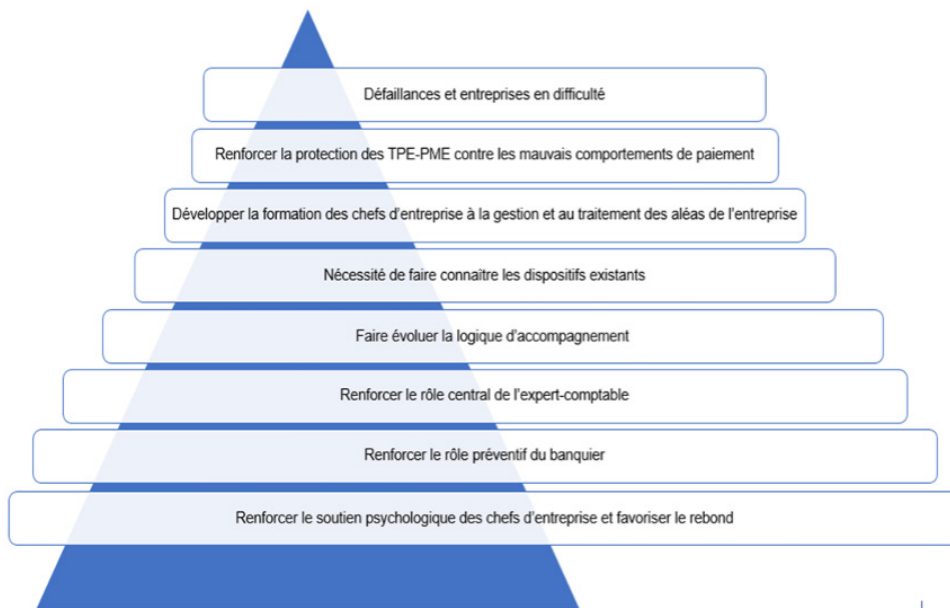 Défaillances et entreprises en difficulté
Renforcer la protection des TPE-PME contre les mauvais comportements de paiement
Développer la formation des chefs d'entreprise à la gestion et au traitement des aléas de l'entreprise
Nécessité de faire connaître les dispositifs existants
Faire évoluer la logique d'accompagnement
Renforcer le rôle central de l'expert-comptable
Renforcer le rôle préventif du banquier
Renforcer le soutien psychologique des chefs d'entreprise et favoriser le rebond